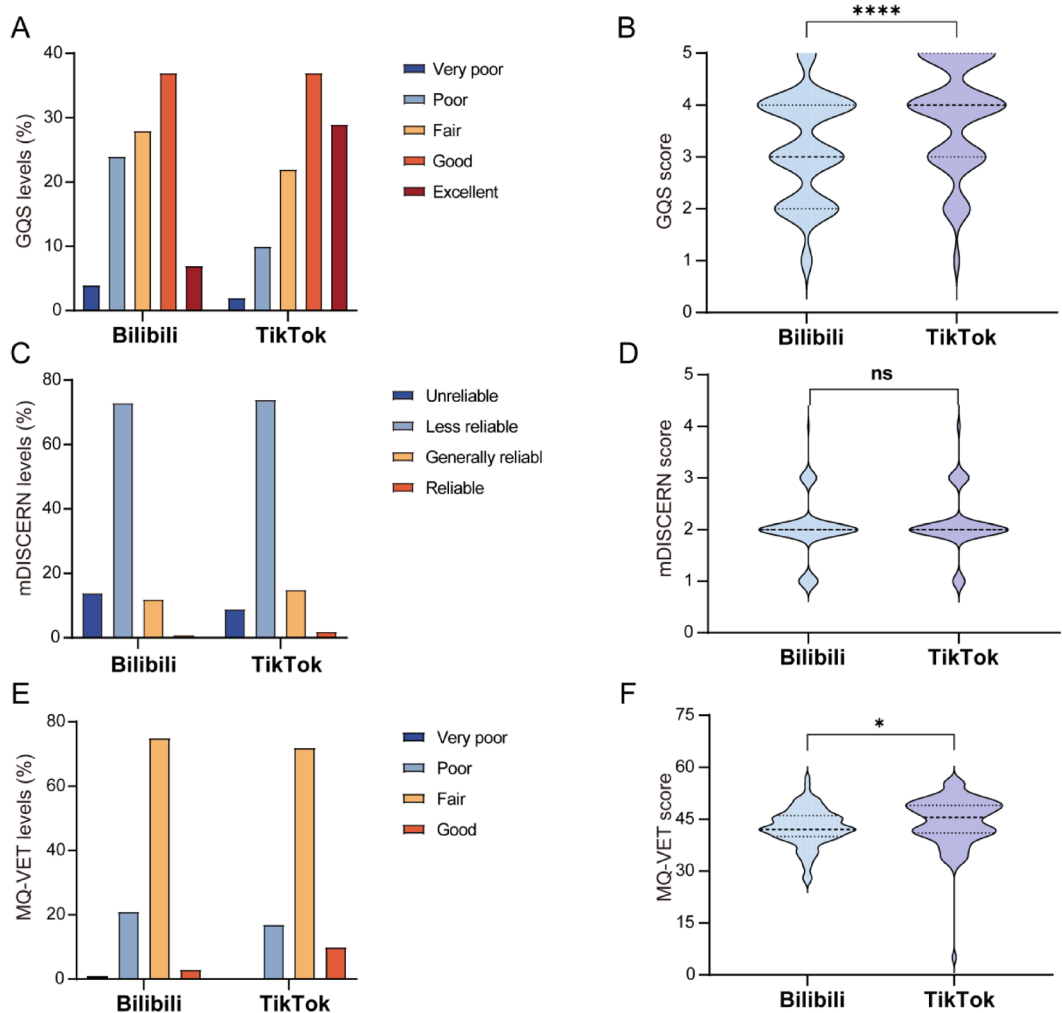 A
GQS levels (%)
40
30
20
10
0
Bilibili
TikTok
Very poor
Poor
Fair
Good
Excellent
B
****
GQS score
5
4
3
2
1
0
Bilibili
TikTok
C
mDISCERN levels (%)
80
60
40
20
0
Bilibili
TikTok
Unreliable
Less reliable
Generally reliabl
Reliable
D
ns
mDISCERN score
5
4
3
2
1
0
Bilibili
TikTok
E
MQ-VET levels (%)
80
60
40
20
0
Bilibili
TikTok
Very poor
Poor
Fair
Good
F
*
MQ-VET score
75
60
45
30
15
0
Bilibili
TikTok